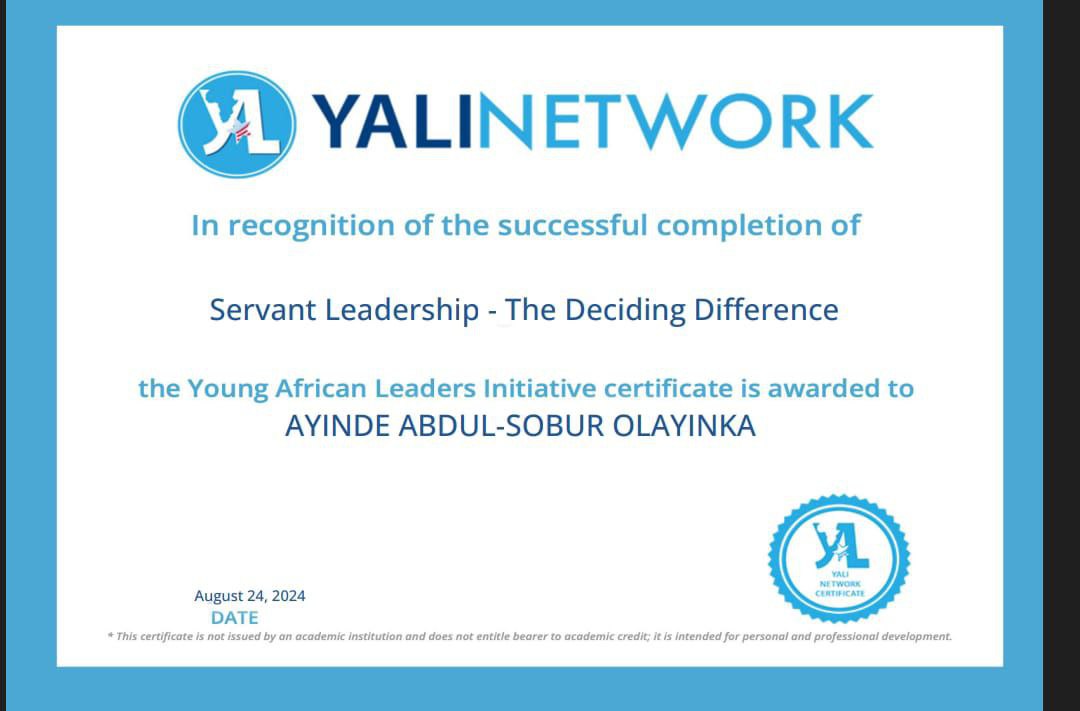 YALINETWORK
In recognition of the successful completion of
Servant Leadership - The Deciding Difference
the Young African Leaders Initiative certificate is awarded to
AYINDE ABDUL-SOBUR OLAYINKA
YALI
NETWORK
CERTIFICATE
August 24, 2024
DATE
* This certificate is not issued by an academic institution and does not entitle bearer to academic credit; it is intended for personal and professional development.